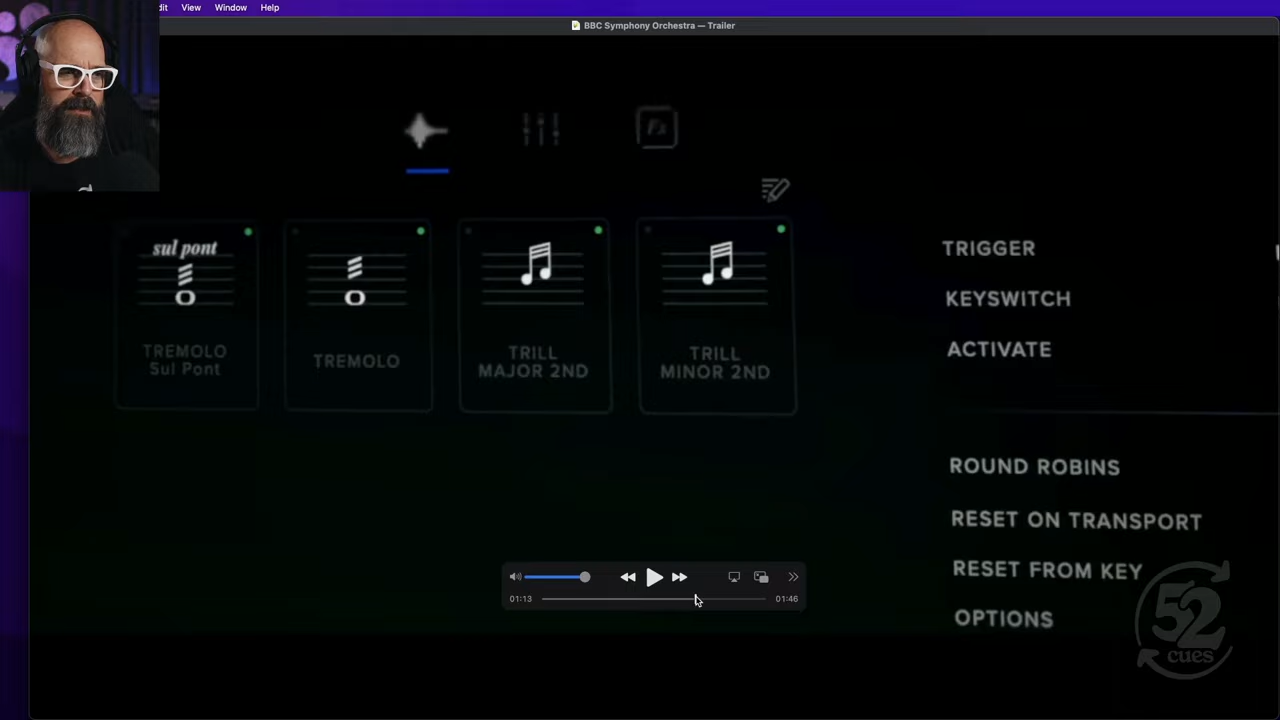 dit View Window Help
BBC Symphony Orchestra — Trailer
Fx
sul pont
TREMOLO
Sul Pont
TREMOLO
TRILL
MAJOR 2ND
TRILL
MINOR 2ND
TRIGGER
KEYSWITCH
ACTIVATE
ROUND ROBINS
RESET ON TRANSPORT
RESET FROM KEY
OPTIONS
01:13
01:46
52
cues